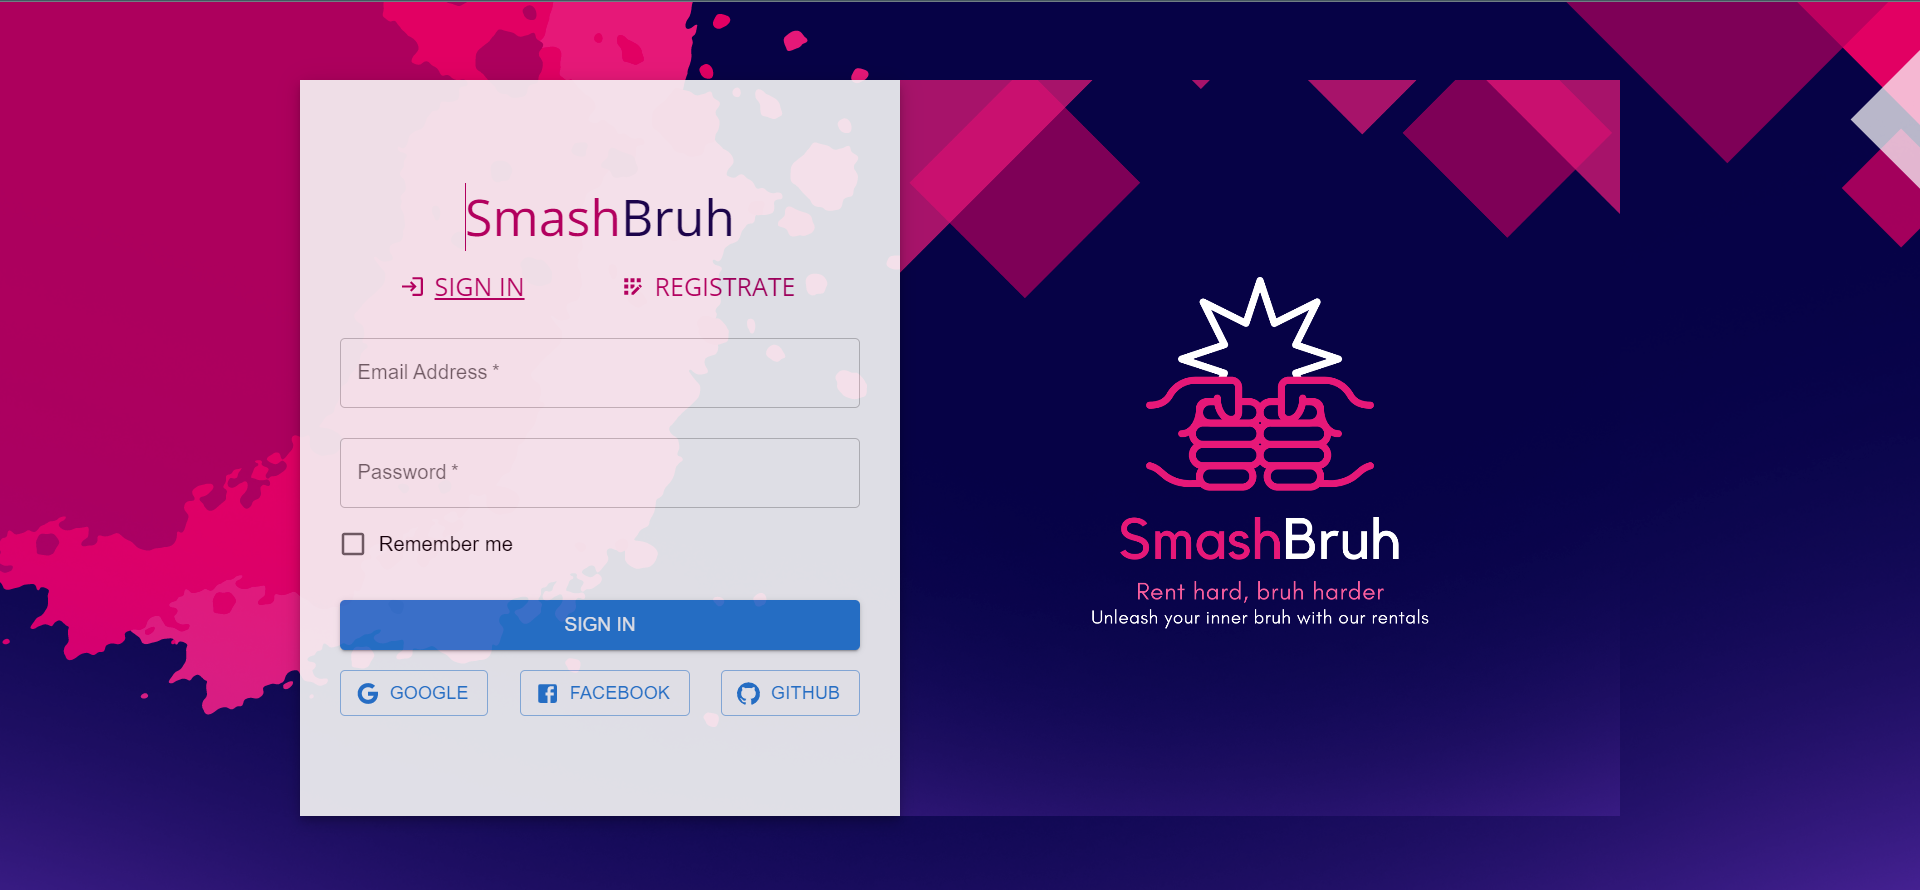 SmashBruh
SIGN IN
REGISTRATE
Email Address *
Password *
Remember me
SIGN IN
GOOGLE
FACEBOOK
GITHUB
SmashBruh
Rent hard, bruh harder
Unleash your inner bruh with our rentals